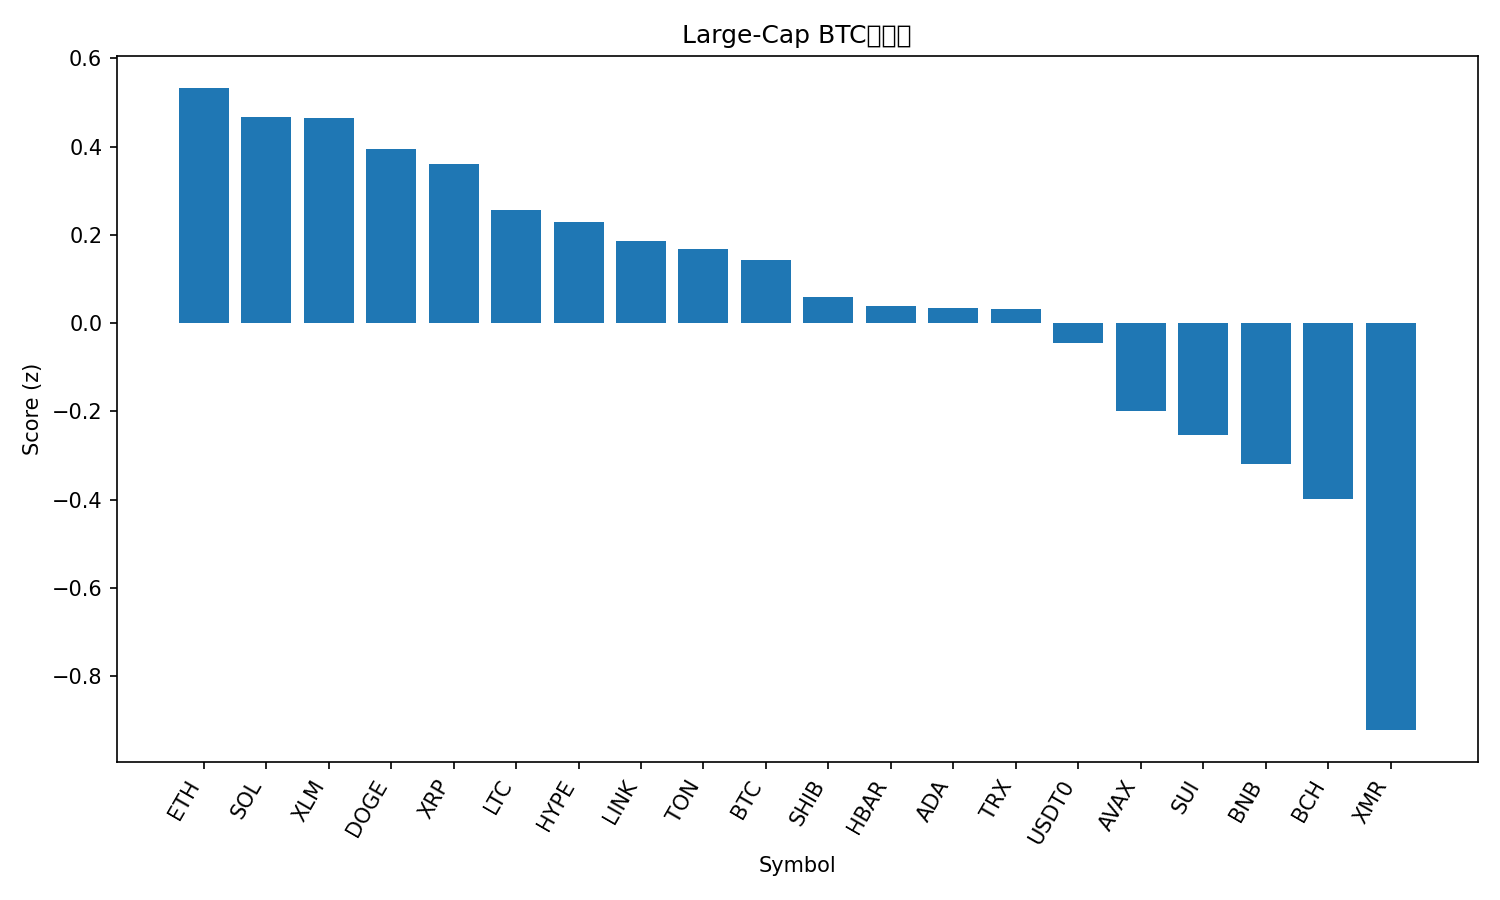 Large-Cap BTC
0.6
0.4
0.2
0.0
−0.2
−0.4
−0.6
−0.8
Score (z)
ETH
SOL
XLM
DOGE
XRP
LTC
HYPE
LINK
TON
BTC
SHIB
HBAR
ADA
TRX
USDT0
AVAX
SUI
BNB
BCH
XMR
Symbol